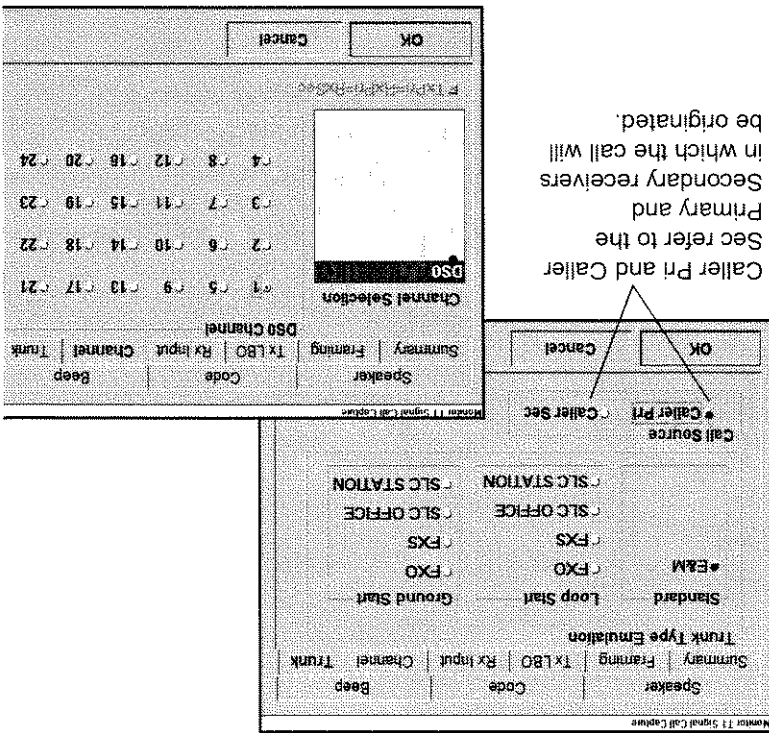 Monitor T1 Signal Call Capture
Speaker Code Beep
Summary Framing Tx LBO Rx Input Channel Trunk
Trunk Type Emulation
Standard Loop Start Ground Start
E&M FXO FXO
FXS FXS
SLC OFFICE SLC OFFICE
SLC STATION SLC STATION
Call Source
Caller Pri Caller Sec
OK Cancel
Caller Pri and Caller
Sec refer to the
Primary and
Secondary receivers
in which the call will
be originated.
Monitor T1 Signal Call Capture
Speaker Code Beep
Summary Framing Tx LBO Rx Input Channel Trunk
DS0 Channel
Channel Selection
DS0
1 5 9 13 17 21
2 6 10 14 18 22
3 7 11 15 19 23
4 8 12 16 20 24
TxPri=RxPri=RxSec
OK Cancel